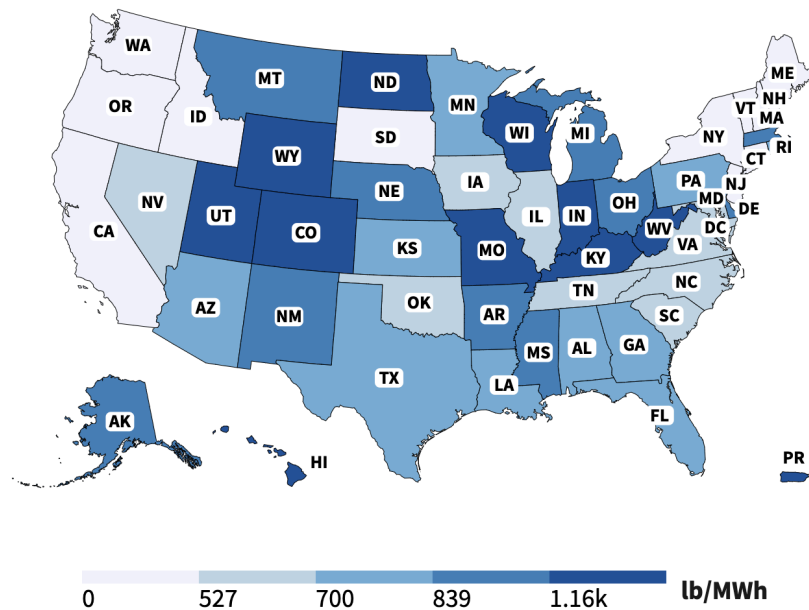 WA
MT
ND
MN
ME
OR
ID
SD
WI
MI
VT
NH
MA
NY
RI
WY
CT
IA
PA
NJ
NE
MD
NV
UT
CO
IL
IN
OH
DE
CA
KS
MO
WV
DC
KY
VA
AZ
NM
OK
TN
NC
AR
SC
MS
AL
GA
TX
LA
AK
FL
HI
PR
0 527 700 839 1.16k lb/MWh